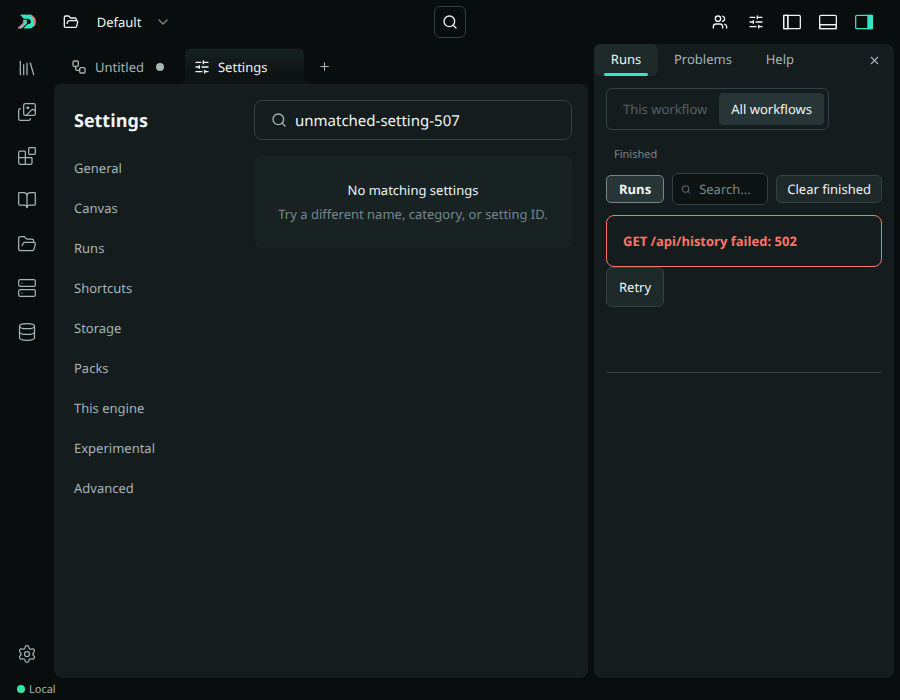 Default
Untitled
Settings
Runs
Problems
Help
Settings
unmatched-setting-507
No matching settings
Try a different name, category, or setting ID.
General
Canvas
Runs
Shortcuts
Storage
Packs
This engine
Experimental
Advanced
This workflow
All workflows
Finished
Runs
Search...
Clear finished
GET /api/history failed: 502
Retry
Local